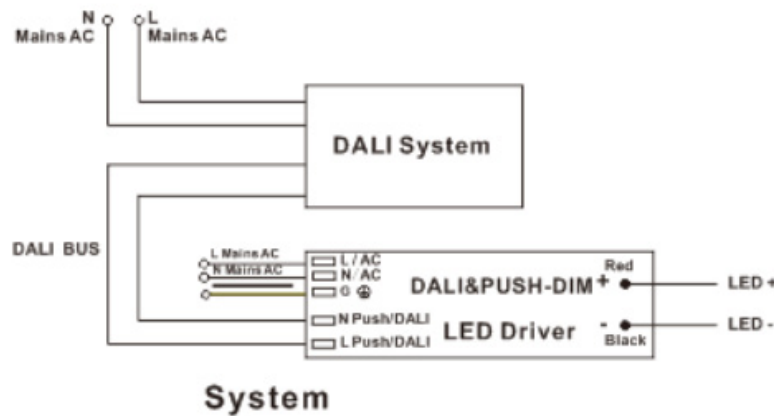 N L
Mains AC Mains AC
DALI System
DALI BUS
L Mains AC
N Mains AC
L / AC
N/AC
G
N Push/DALI
L Push/DALI
DALI&PUSH-DIM
LED Driver
+ Red
- Black
LED +
LED -
System